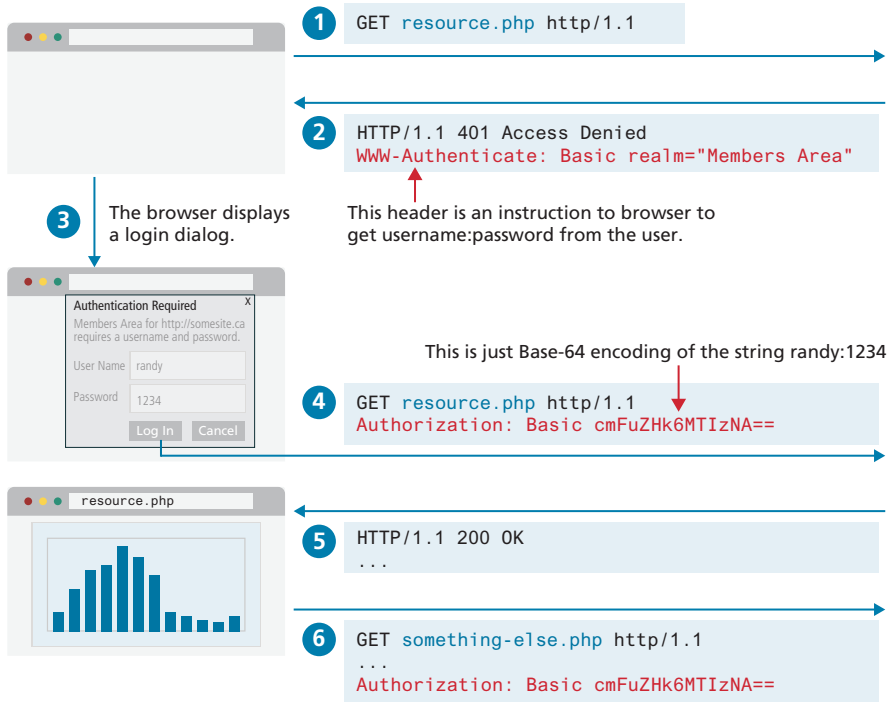 1
GET resource.php http/1.1
2
HTTP/1.1 401 Access Denied
WWW-Authenticate: Basic realm="Members Area"
This header is an instruction to browser to
get username:password from the user.
3
The browser displays
a login dialog.
Authentication Required
X
Members Area for http://somesite.ca
requires a username and password.
User Name
randy
Password
1234
Log In
Cancel
This is just Base-64 encoding of the string randy:1234
4
GET resource.php http/1.1
Authorization: Basic cmFuZHk6MTIzNA==
resource.php
5
HTTP/1.1 200 OK
...
6
GET something-else.php http/1.1
...
Authorization: Basic cmFuZHk6MTIzNA==